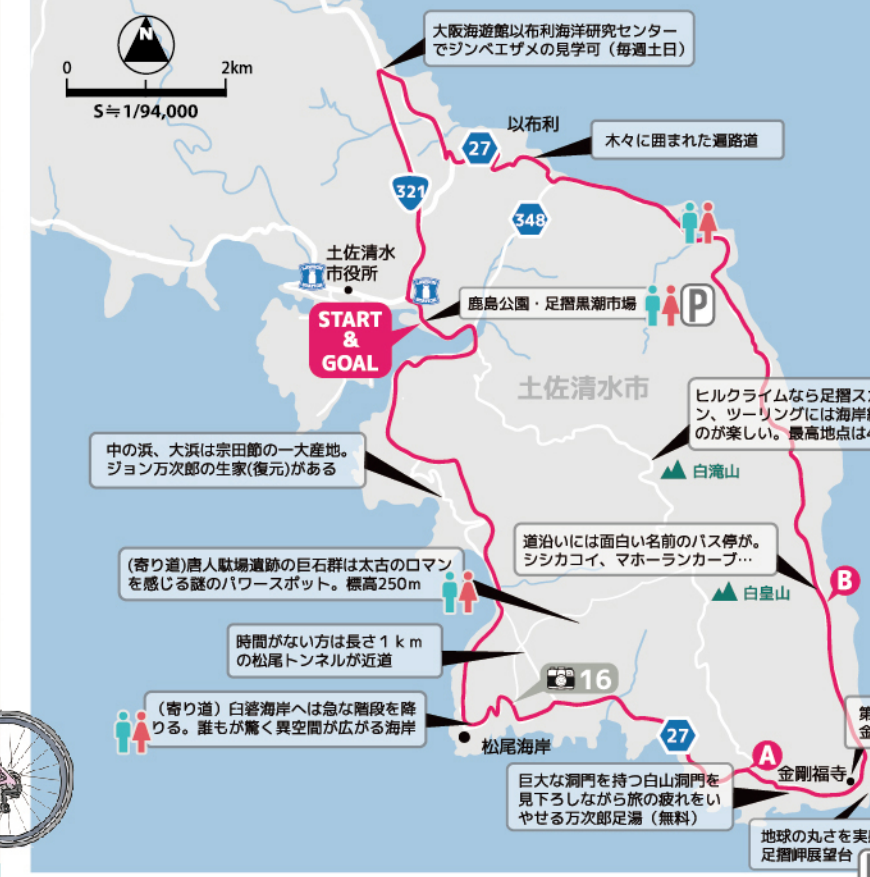 大阪海遊館以布利海洋研究センター
でジンベエザメの見学可（毎週土日）
N
0 2km
S≒1/94,000
以布利
27
木々に囲まれた遍路道
321
348
土佐清水
市役所
鹿島公園・足摺黒潮市場
P
START
&
GOAL
土佐清水市
ヒルクライムなら足摺ス
ン、ツーリングには海岸
のが楽しい。最高地点は4
中の浜、大浜は宗田節の一大産地。
ジョン万次郎の生家(復元)がある
白滝山
道沿いには面白い名前のバス停が。
シシカコイ、マホーランカーブ…
(寄り道)唐人駄場遺跡の巨石群は太古のロマン
を感じる謎のパワースポット。標高250m
B
白皇山
時間がない方は長さ１ｋｍ
の松尾トンネルが近道
16
（寄り道）臼碆海岸へは急な階段を降
りる。誰もが驚く異空間が広がる海岸
第
金
27
松尾海岸
A
金剛福寺
巨大な洞門を持つ白山洞門を
見下ろしながら旅の疲れをい
やせる万次郎足湯（無料）
地球の丸さを実
足摺岬展望台